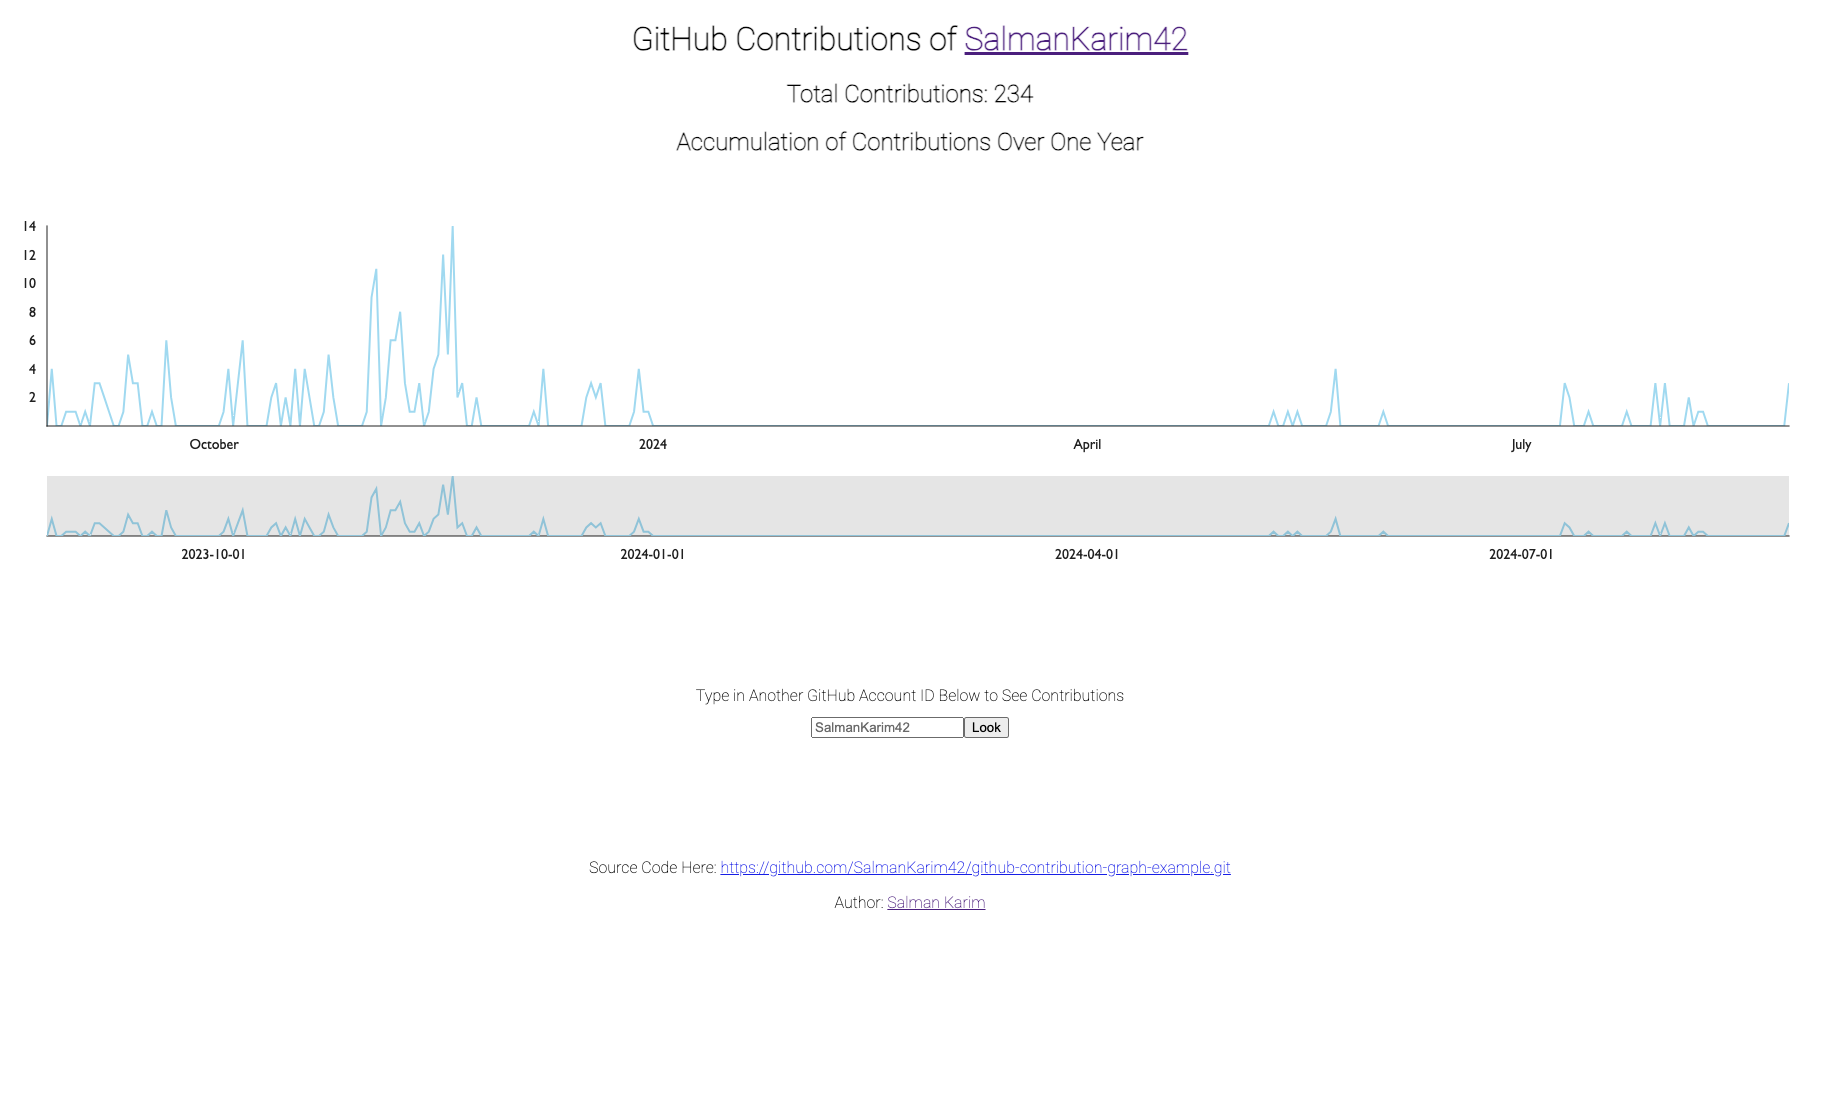 GitHub Contributions of SalmanKarim42
Total Contributions: 234
Accumulation of Contributions Over One Year
14
12
10
8
6
4
2
October 2024 April July
2023-10-01 2024-01-01 2024-04-01 2024-07-01
Type in Another GitHub Account ID Below to See Contributions
SalmanKarim42 Look
Source Code Here: https://github.com/SalmanKarim42/github-contribution-graph-example.git
Author: Salman Karim